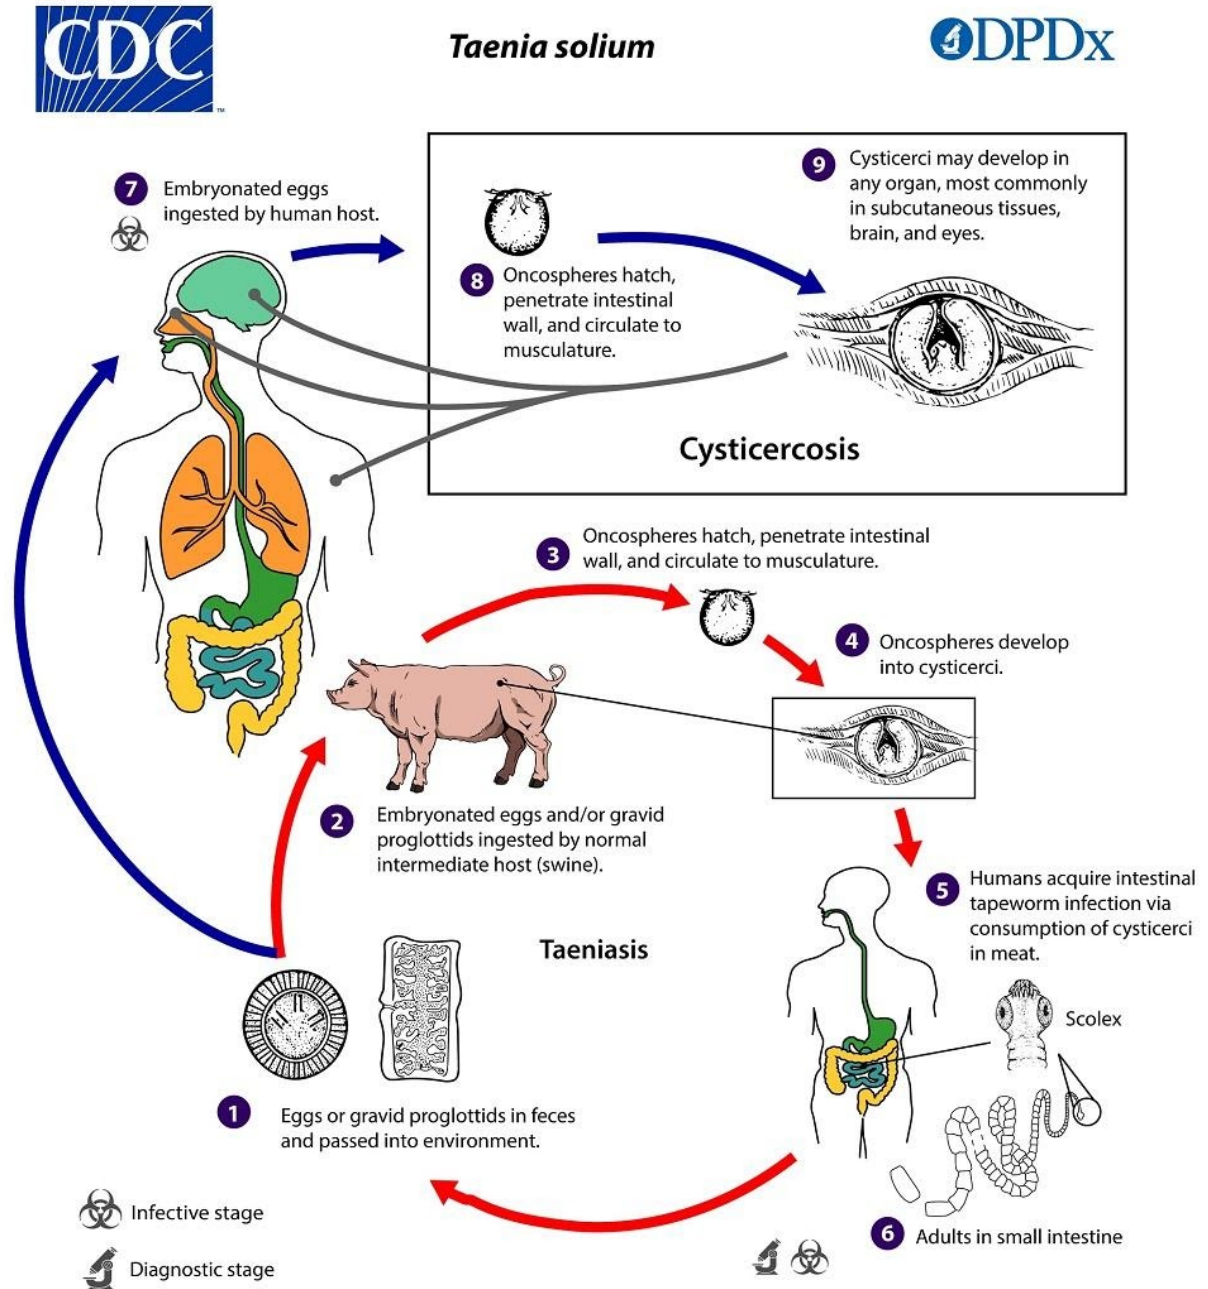 CDC
TM
Taenia solium
DPDx
7 Embryonated eggs
ingested by human host.
8 Oncospheres hatch,
penetrate intestinal
wall, and circulate to
musculature.
9 Cysticerci may develop in
any organ, most commonly
in subcutaneous tissues,
brain, and eyes.
Cysticercosis
3 Oncospheres hatch, penetrate intestinal
wall, and circulate to musculature.
4 Oncospheres develop
into cysticerci.
2 Embryonated eggs and/or gravid
proglottids ingested by normal
intermediate host (swine).
5 Humans acquire intestinal
tapeworm infection via
consumption of cysticerci
in meat.
Taeniasis
Scolex
1 Eggs or gravid proglottids in feces
and passed into environment.
6 Adults in small intestine
Infective stage
Diagnostic stage